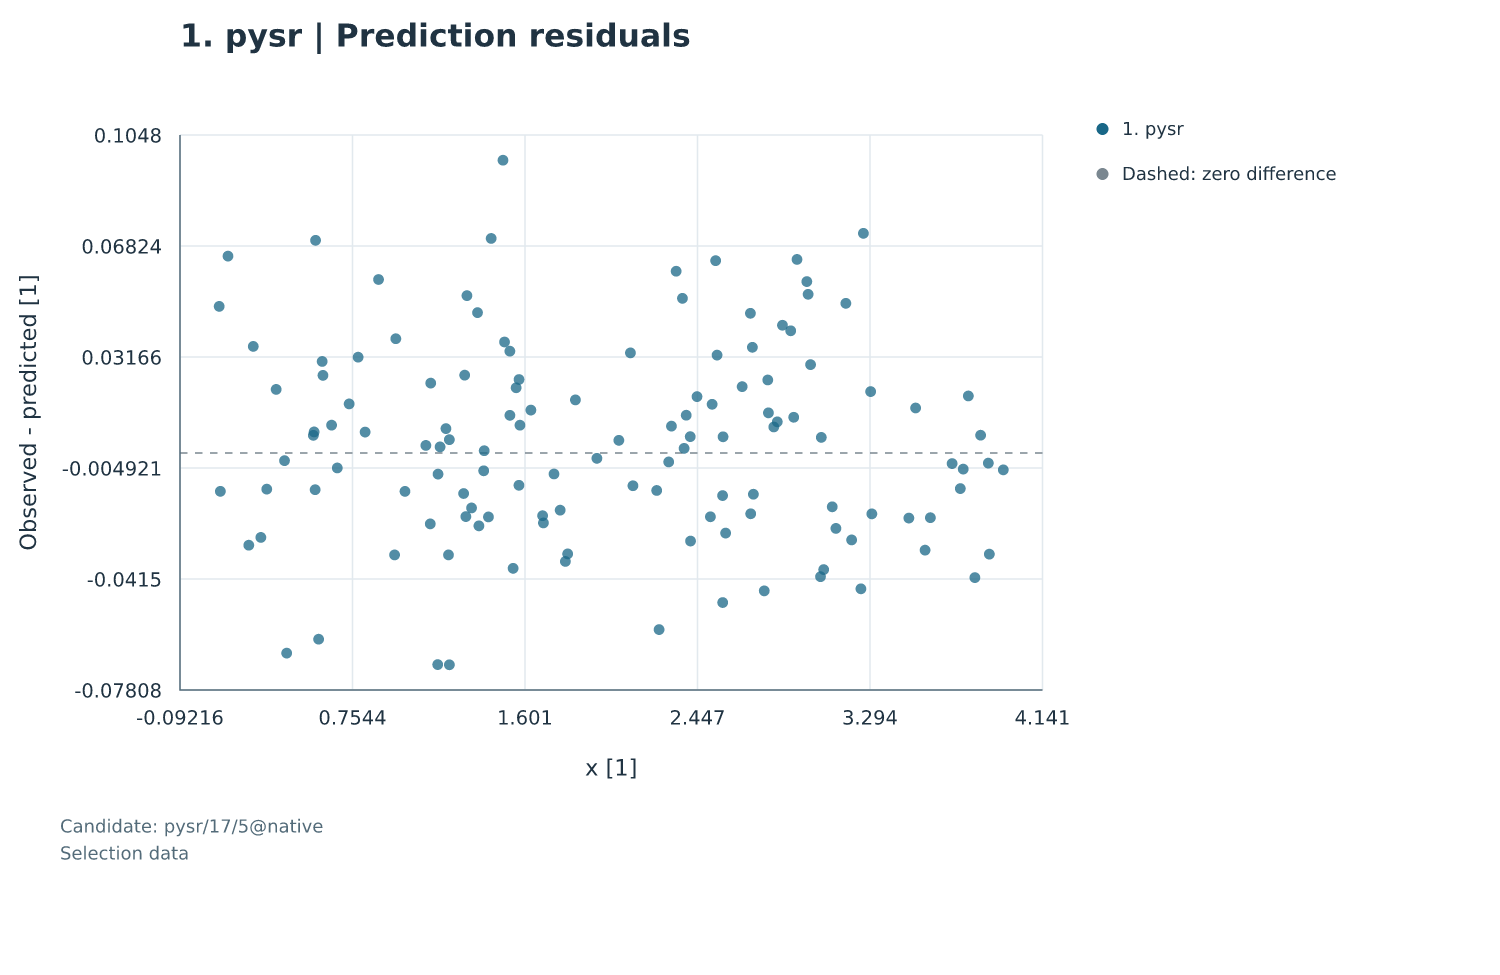 1. pysr | Prediction residuals
0.1048
0.06824
0.03166
-0.004921
-0.0415
-0.07808
Observed - predicted [1]
-0.09216
0.7544
1.601
2.447
3.294
4.141
x [1]
1. pysr
Dashed: zero difference
Candidate: pysr/17/5@native
Selection data